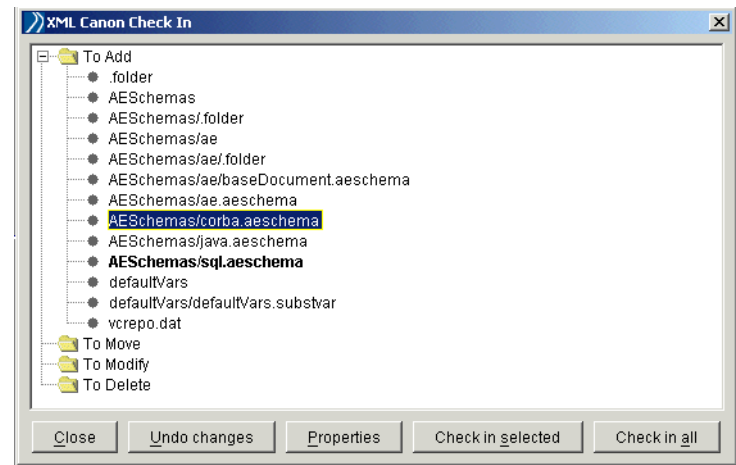 XML Canon Check In
To Add
.folder
AESchemas
AESchemas/.folder
AESchemas/ae
AESchemas/ae/.folder
AESchemas/ae/baseDocument.aeschema
AESchemas/ae.aeschema
AESchemas/corba.aeschema
AESchemas/java.aeschema
AESchemas/sql.aeschema
defaultVars
defaultVars/defaultVars.substvar
vcrepo.dat
To Move
To Modify
To Delete
Close Undo changes Properties Check in selected Check in all